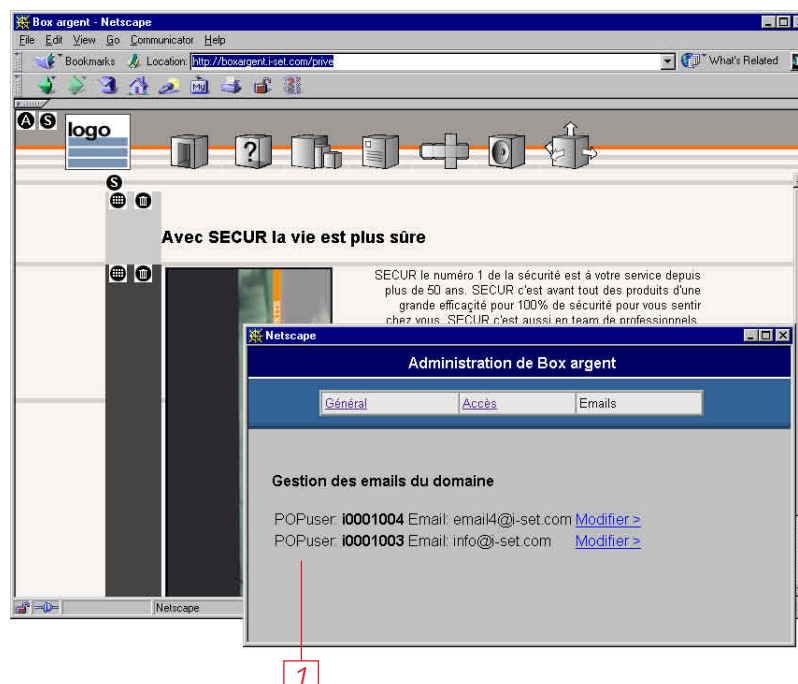 Box argent - Netscape
File Edit View Go Communicator Help
Bookmarks Location: http://boxargent.i-set.com/prive What's Related
My
A S logo
?
S
Avec SECUR la vie est plus sûre
SECUR le numéro 1 de la sécurité est à votre service depuis
plus de 50 ans. SECUR c'est avant tout des produits d'une
grande efficaçité pour 100% de sécurité pour vous sentir
chez vous. SECUR c'est aussi en team de professionnels
Netscape
Administration de Box argent
Général Accès Emails
Gestion des emails du domaine
POPuser: i0001004 Email: email4@i-set.com Modifier >
POPuser: i0001003 Email: info@i-set.com Modifier >
Netscape
1